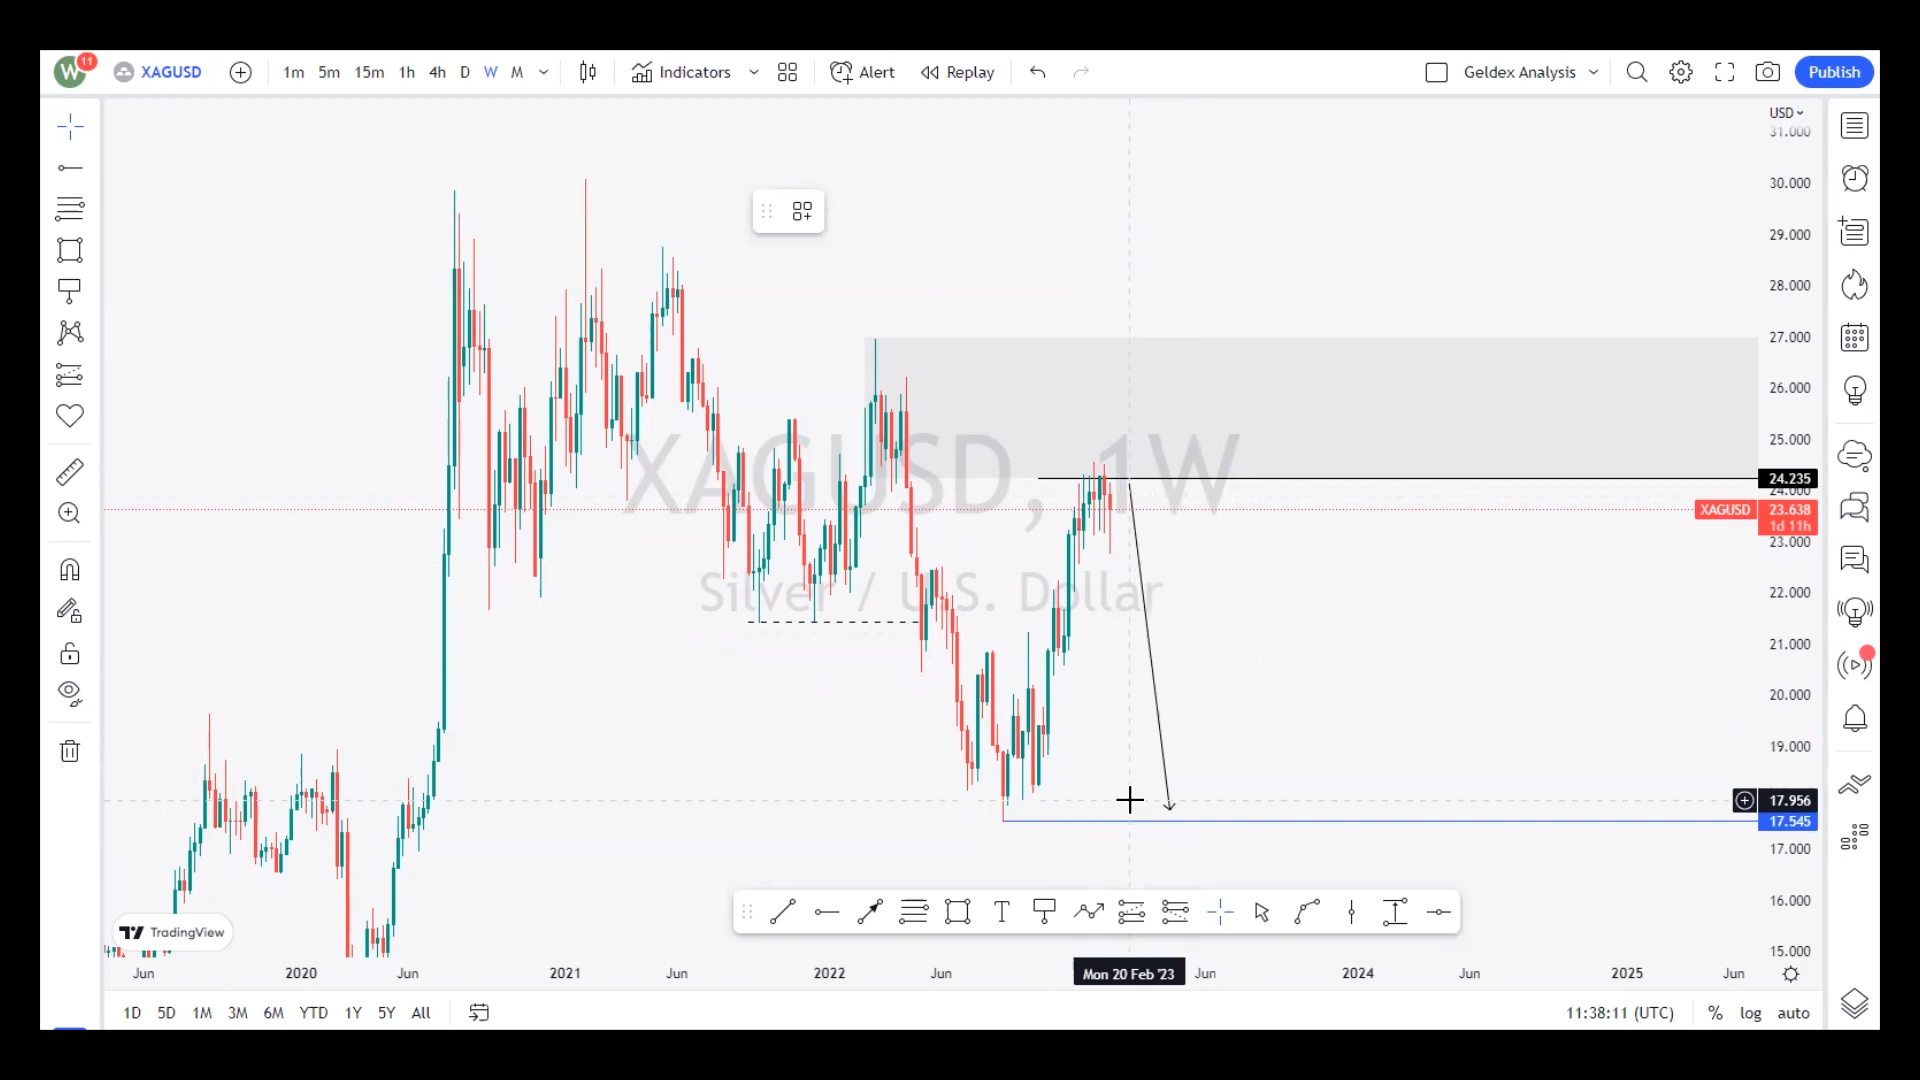 W 11 XAGUSD 1m 5m 15m 1h 4h D W M Indicators Alert Replay Geldex Analysis Publish
USD
31.000
30.000
29.000
28.000
27.000
26.000
25.000
XAGUSD, 1W
24.235
24.000
XAGUSD 23.638
1d 11h
23.000
Silver / U.S. Dollar
22.000
21.000
20.000
19.000
17.956
17.545
17.000
16.000
T
TradingView
15.000
Jun 2020 Jun 2021 Jun 2022 Jun Mon 20 Feb '23 Jun 2024 Jun 2025 Jun
1D 5D 1M 3M 6M YTD 1Y 5Y All 11:38:11 (UTC) % log auto